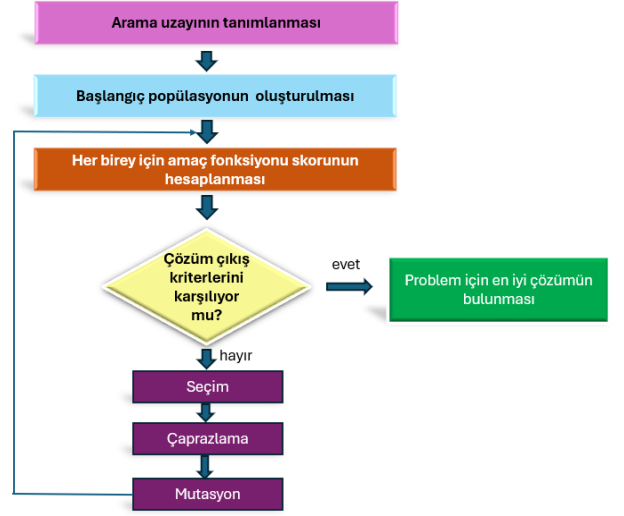 Arama uzayının tanımlanması
Başlangıç popülasyonun oluşturulması
Her birey için amaç fonksiyonu skorunun
hesaplanması
Çözüm çıkış
kriterlerini
karşılıyor
mu?
evet
Problem için en iyi çözümün
bulunması
hayır
Seçim
Çaprazlama
Mutasyon